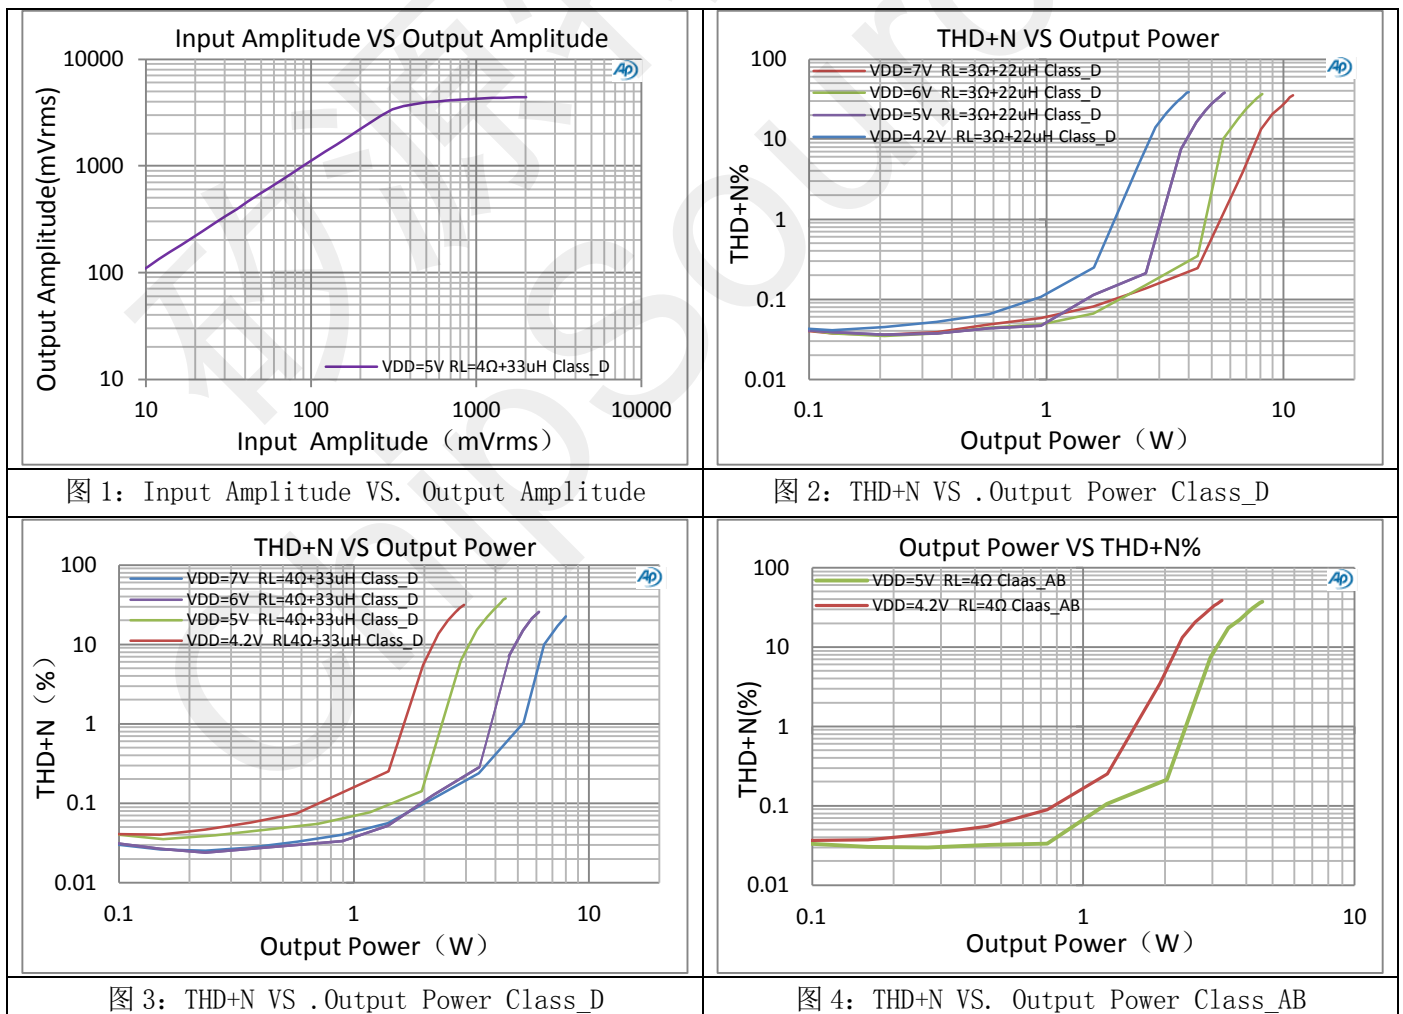 Input Amplitude VS Output Amplitude
10000
1000
100
10
Output Amplitude(mVrms)
VDD=5V RL=4Ω+33uH Class_D
10 100 1000 10000
Input Amplitude（mVrms）
图 1: Input Amplitude VS. Output Amplitude
THD+N VS Output Power
100
10
1
0.1
0.01
THD+N%
VDD=7V RL=3Ω+22uH Class_D
VDD=6V RL=3Ω+22uH Class_D
VDD=5V RL=3Ω+22uH Class_D
VDD=4.2V RL=3Ω+22uH Class_D
0.1 1 10
Output Power（W）
图 2: THD+N VS .Output Power Class_D
THD+N VS Output Power
100
10
1
0.1
0.01
THD+N（%）
VDD=7V RL=4Ω+33uH Class_D
VDD=6V RL=4Ω+33uH Class_D
VDD=5V RL=4Ω+33uH Class_D
VDD=4.2V RL4Ω+33uH Class_D
0.1 1 10
Output Power（W）
图 3: THD+N VS .Output Power Class_D
Output Power VS THD+N%
100
10
1
0.1
0.01
THD+N(%)
VDD=5V RL=4Ω Claas_AB
VDD=4.2V RL=4Ω Claas_AB
0.1 1 10
Output Power（W）
图 4: THD+N VS. Output Power Class_AB
AP
AP
AP
AP